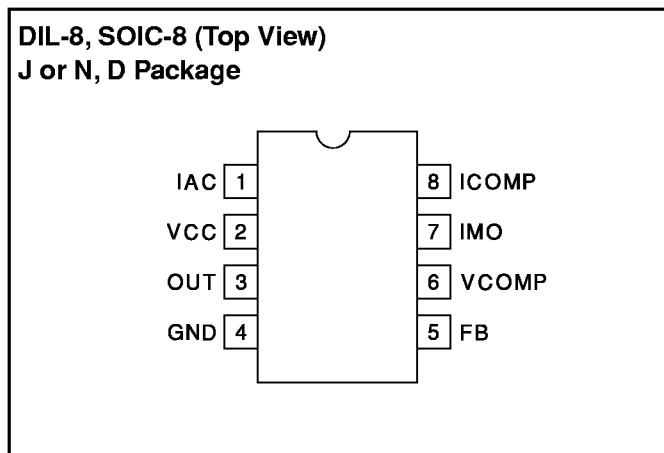 DIL-8, SOIC-8 (Top View)
J or N, D Package
IAC 1 8 ICOMP
VCC 2 7 IMO
OUT 3 6 VCOMP
GND 4 5 FB